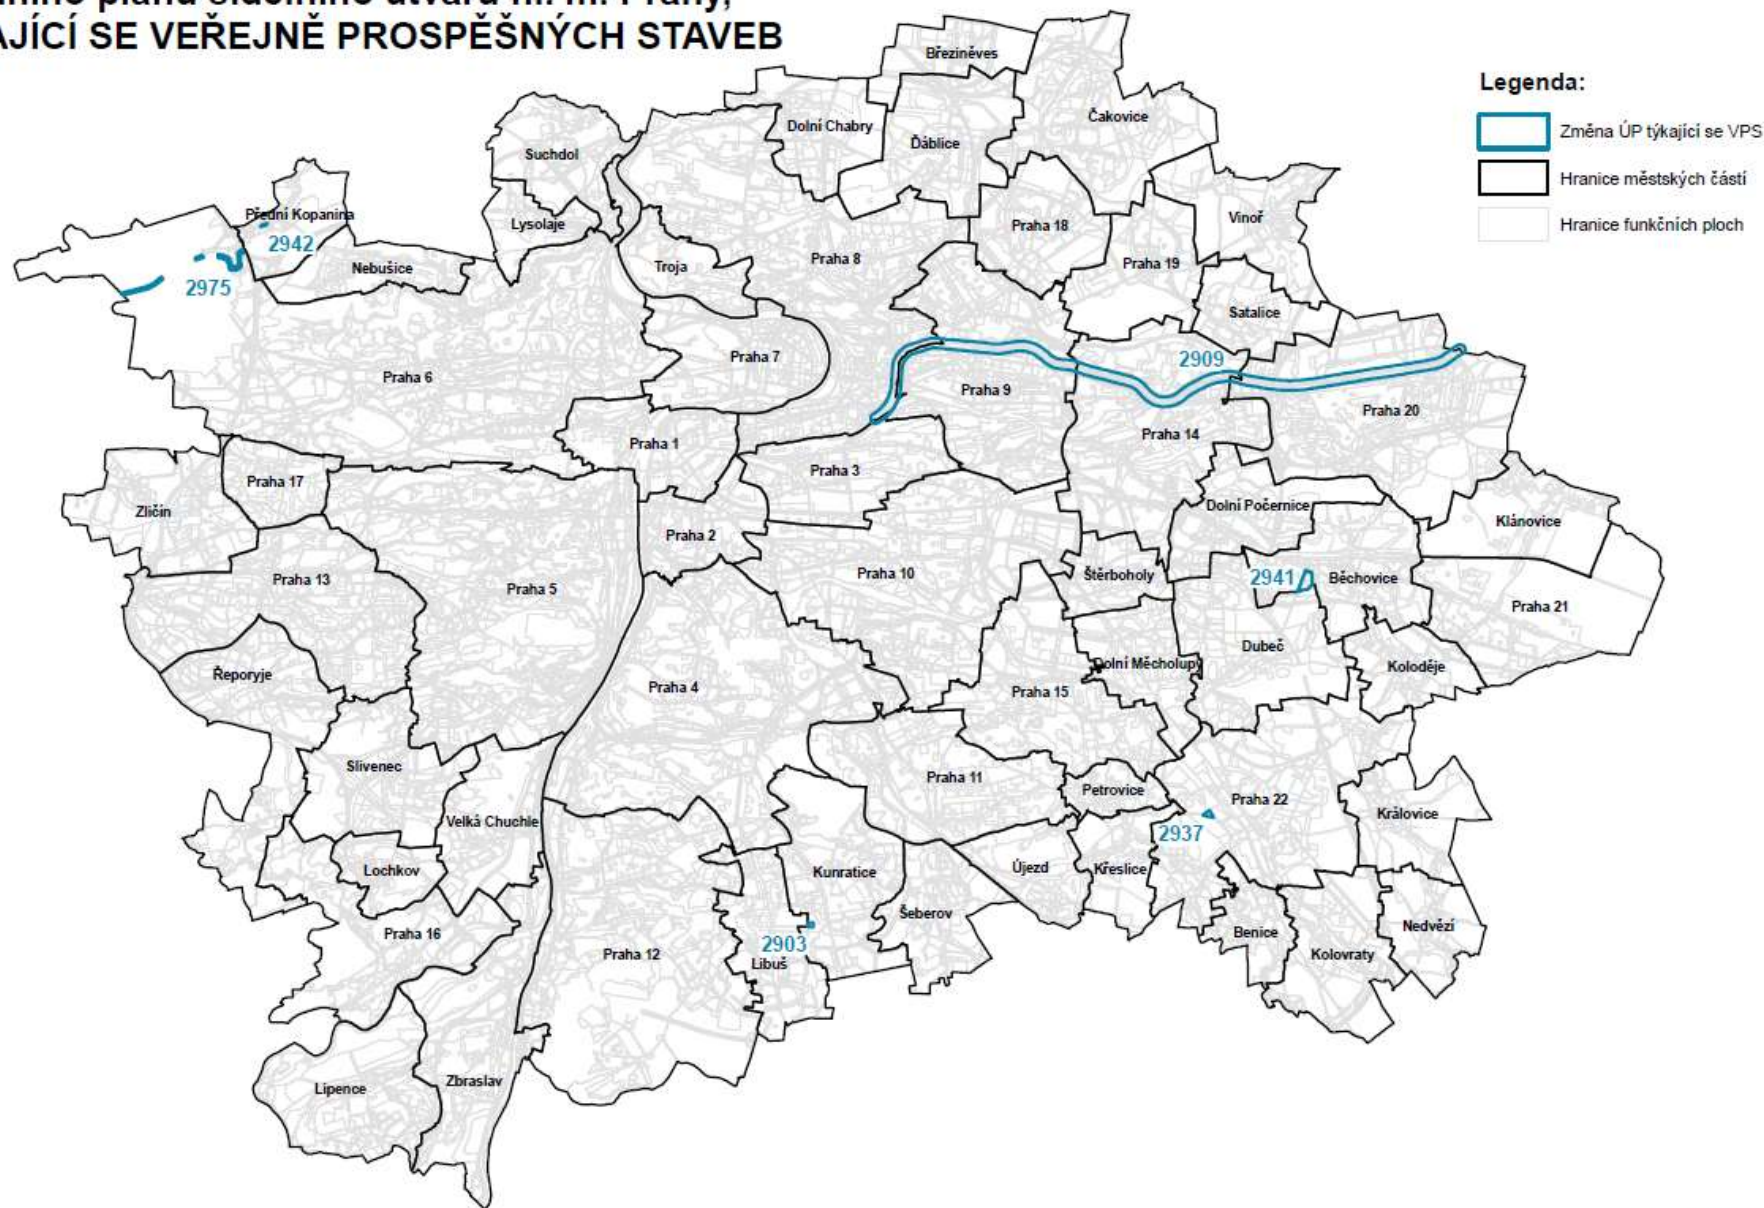 plánu sídelního útvaru hl. m. Prahy,
SE VEŘEJNĚ PROSPĚŠNÝCH STAVEB
Legenda:
Změna ÚP týkající se VPS
Hranice městských částí
Hranice funkčních ploch
Březiněves
Čakovice
Dolní Chabry
Ďáblice
Suchdol
Přední Kopanina
Lysolaje
Praha 18
Vinoř
2942
Nebušice
Troja
Praha 8
Praha 19
2975
Satalice
Praha 7
2909
Praha 6
Praha 9
Praha 20
Praha 1
Praha 14
Praha 3
Praha 17
Zličín
Dolní Počernice
Klánovice
Praha 2
Praha 13
Praha 5
Praha 10
Štěrboholy
2941
Běchovice
Praha 21
Řeporyje
Praha 4
Dubeč
Dolní Měcholupy
Koloděje
Praha 15
Slivenec
Praha 11
Petrovice
Praha 22
Královice
Velká Chuchle
2937
Lochkov
Kunratice
Újezd
Křeslice
Šeberov
Praha 16
Benice
Nedvězí
2903
Praha 12
Libuš
Kolovraty
Lipence
Zbraslav